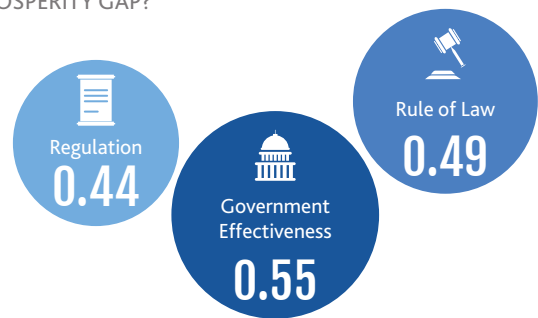 Regulation
0.44
Government
Effectiveness
0.55
Rule of Law
0.49